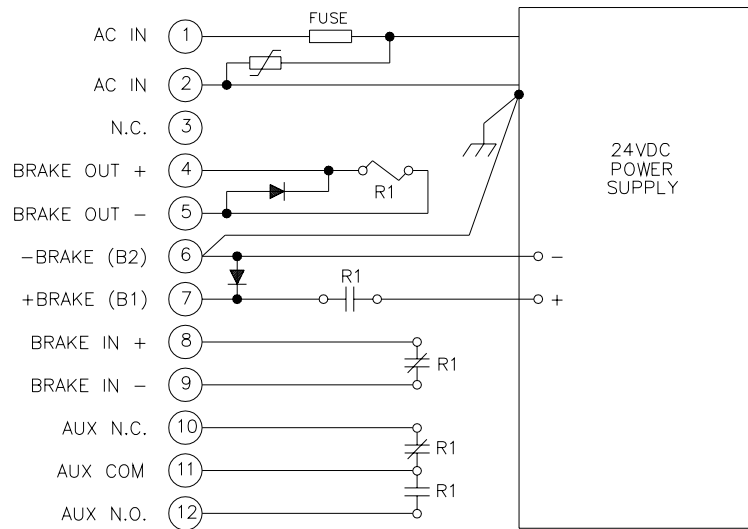 FUSE
AC IN 1
AC IN 2
N.C. 3
24VDC
POWER
SUPPLY
BRAKE OUT + 4
R1
BRAKE OUT - 5
-BRAKE (B2) 6 -
R1
+BRAKE (B1) 7 +
BRAKE IN + 8
R1
BRAKE IN - 9
AUX N.C. 10
R1
AUX COM 11
R1
AUX N.O. 12